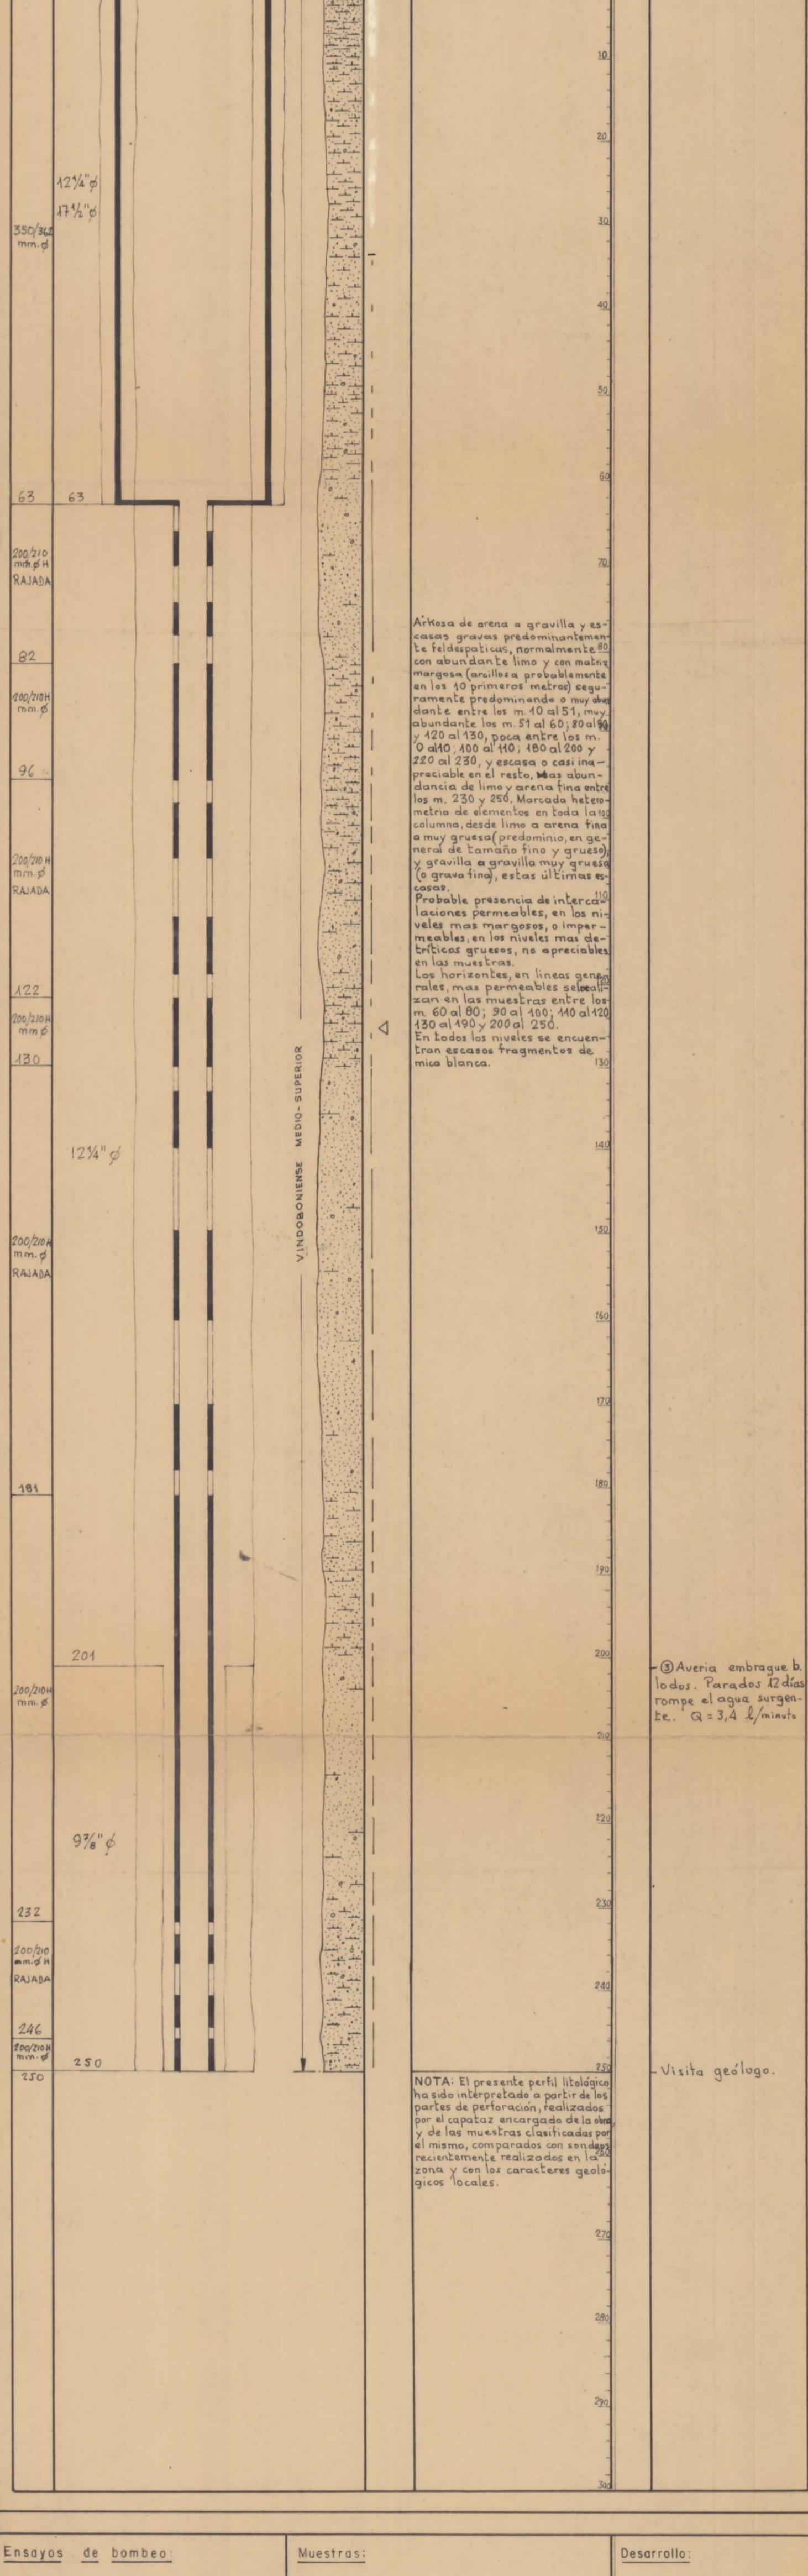 12¼"ø
17½"ø
350/362
mm.ø
63
63
200/210
mm.ø H
RAJADA
82
200/210H
mm.ø
96
200/210H
mm.ø
RAJADA
122
200/210H
mm ø
130
12¼"ø
200/210H
mm.ø
RAJADA
181
201
200/210H
mm.ø
9⅞"ø
232
200/210
mm.ø H
RAJADA
246
200/210H
mm.ø
250
250
VINDOBONIENSE MEDIO-SUPERIOR
Arkosa de arena a gravilla y es-
casas gravas predominantemen-
te feldespaticas, normalmente
con abundante limo y con matriz
margosa (arcillosa probablemente
en los 10 primeros metros) segu-
ramente predominando o muy abun
dante entre los m. 10 al 51, muy
abundante los m. 51 al 60; 80 al 90
y 120 al 130, poca entre los m.
0 al 10; 100 al 110; 180 al 200 y
220 al 230, y escasa o casi ina-
preciable en el resto. Mas abun-
dancia de limo y arena fina entre
los m. 230 y 250. Marcada hetero-
metria de elementos en toda la
columna, desde limo a arena fina
a muy gruesa (predominio, en ge-
neral de tamaño fino y grueso),
y gravilla a gravilla muy gruesa
(o grava fina), estas últimas es-
casas.
Probable presencia de interca-
laciones permeables, en los ni-
veles mas margosos, o imper-
meables, en los niveles mas de-
tríticos gruesos, no apreciables
en las muestras.
Los horizontes, en lineas gene-
rales, mas permeables se locali-
zan en las muestras entre los
m. 60 al 80; 90 al 100; 110 al 120
130 al 190 y 200 al 250.
En todos los niveles se encuen-
tran escasos fragmentos de
mica blanca.
NOTA: El presente perfil litológico
ha sido interpretado a partir de los
partes de perforación, realizados
por el capataz encargado de la obra,
y de las muestras clasificadas por
el mismo, comparados con sondeos
recientemente realizados en la
zona y con los caracteres geoló-
gicos locales.
10
20
30
40
50
60
70
80
110
130
140
150
160
170
180
190
200
210
220
230
240
250
260
270
280
290
300
③ Averia embrague b.
lodos. Parados 12 días
rompe el agua surgen-
te. Q = 3,4 l/minuto
Visita geólogo.
Ensayos de bombeo:
Muestras:
Desarrollo: